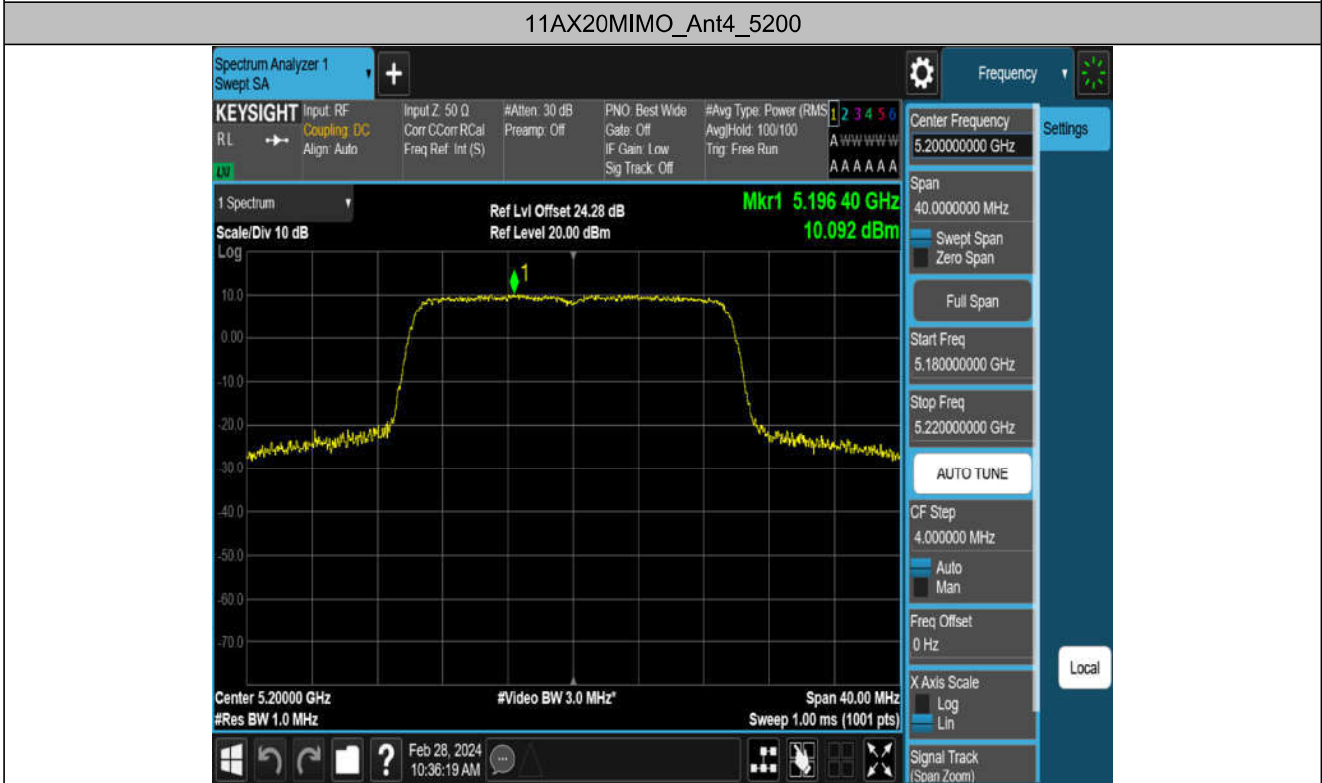 11AX20MIMO_Ant4_5200
Spectrum Analyzer 1
Swept SA
+
Frequency
KEYSIGHT
RL
LXI
Input: RF
Coupling: DC
Align: Auto
Input Z: 50 Ω
Corr CCorr RCal
Freq Ref: Int (S)
#Atten: 30 dB
Preamp: Off
PNO: Best Wide
Gate: Off
IF Gain: Low
Sig Track: Off
#Avg Type: Power (RMS
Avg|Hold: 100/100
Trig: Free Run
1 2 3 4 5 6
A W W W W W
A A A A A A
Center Frequency
5.200000000 GHz
Settings
1 Spectrum
Scale/Div 10 dB
Log
Ref Lvl Offset 24.28 dB
Ref Level 20.00 dBm
Mkr1 5.196 40 GHz
10.092 dBm
Span
40.0000000 MHz
Swept Span
Zero Span
Full Span
Start Freq
5.180000000 GHz
Stop Freq
5.220000000 GHz
AUTO TUNE
CF Step
4.000000 MHz
Auto
Man
Freq Offset
0 Hz
X Axis Scale
Log
Lin
Signal Track
(Span Zoom)
Local
1
10.0
0.00
-10.0
-20.0
-30.0
-40.0
-50.0
-60.0
-70.0
Center 5.20000 GHz
#Res BW 1.0 MHz
#Video BW 3.0 MHz*
Span 40.00 MHz
Sweep 1.00 ms (1001 pts)
?
Feb 28, 2024
10:36:19 AM